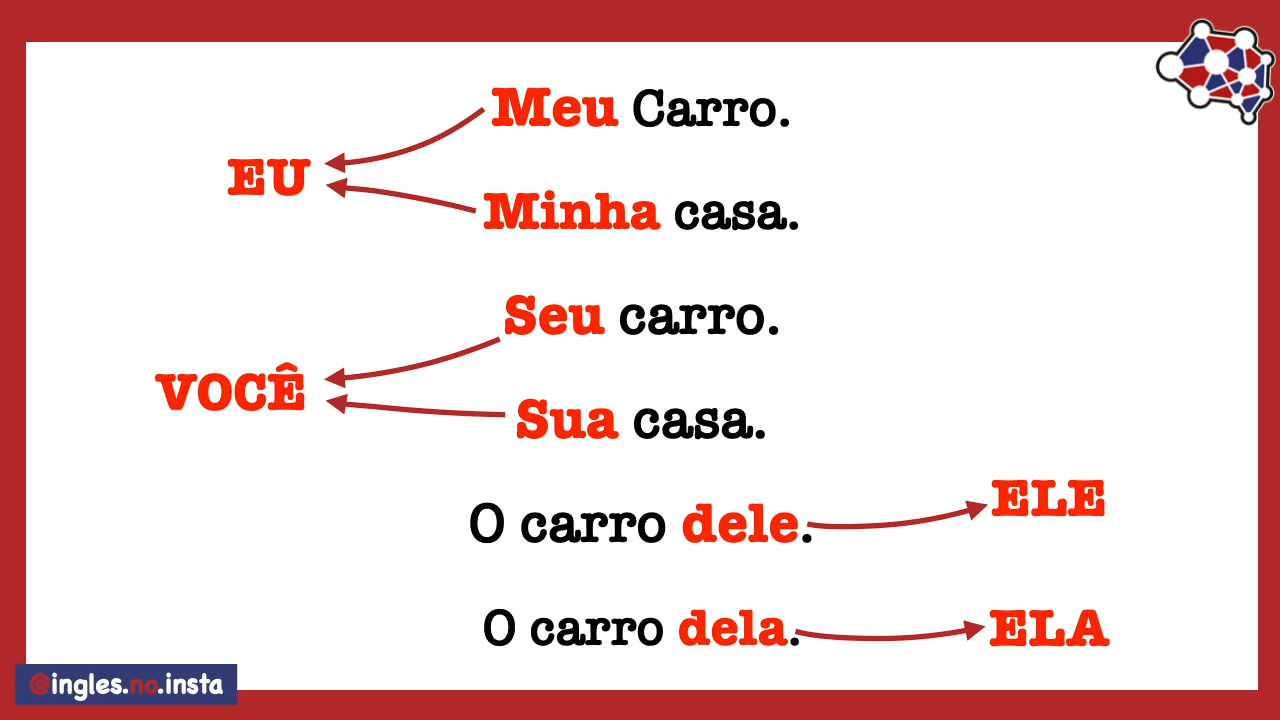 Meu Carro.
EU
Minha casa.
Seu carro.
VOCÊ
Sua casa.
O carro dele.
ELE
O carro dela.
ELA
@ingles.no.insta